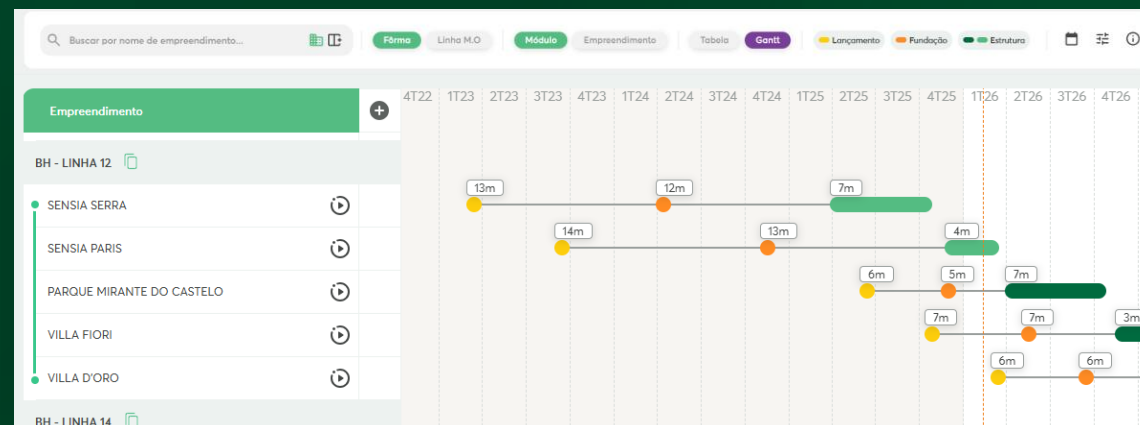 Buscar por nome de empreendimento... Fôrma Linha M.O Módulo Empreendimento Tabela Gantt Lançamento Fundação Estrutura
Empreendimento 4T22 1T23 2T23 3T23 4T23 1T24 2T24 3T24 4T24 1T25 2T25 3T25 4T25 1T26 2T26 3T26 4T26
BH - LINHA 12
13m 12m 7m
SENSIA SERRA
14m 13m 4m
SENSIA PARIS
6m 5m 7m
PARQUE MIRANTE DO CASTELO
7m 7m 3m
VILLA FIORI
6m 6m
VILLA D'ORO
BH - LINHA 14